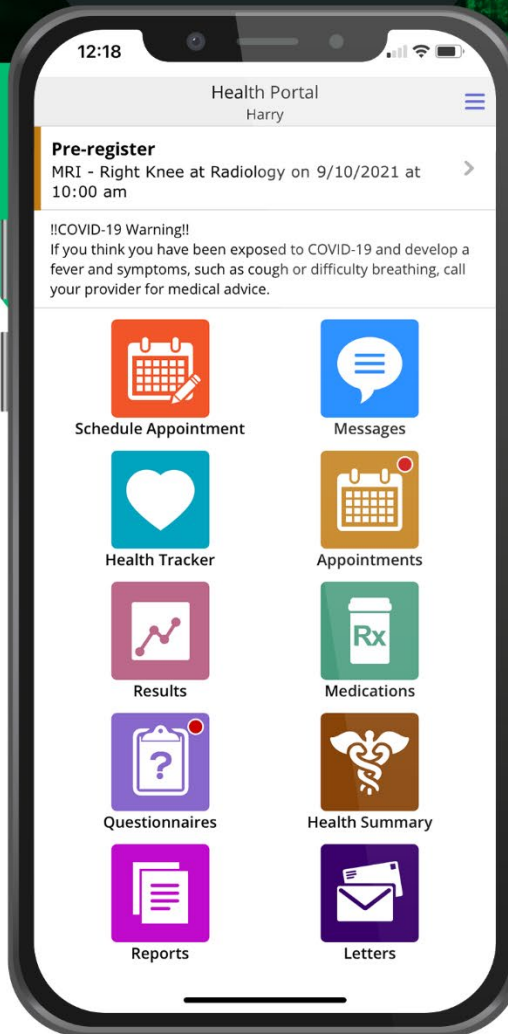 12:18
Health Portal
Harry
Pre-register
MRI - Right Knee at Radiology on 9/10/2021 at
10:00 am
!!COVID-19 Warning!!
If you think you have been exposed to COVID-19 and develop a
fever and symptoms, such as cough or difficulty breathing, call
your provider for medical advice.
Schedule Appointment
Messages
Health Tracker
Appointments
Results
Rx
Medications
?
Questionnaires
Health Summary
Reports
Letters